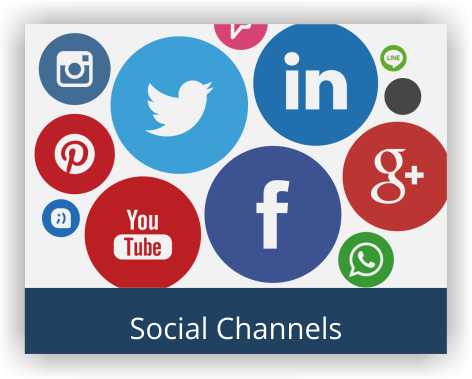 in
LINE
g+
You
Tube
f
;)
Social Channels